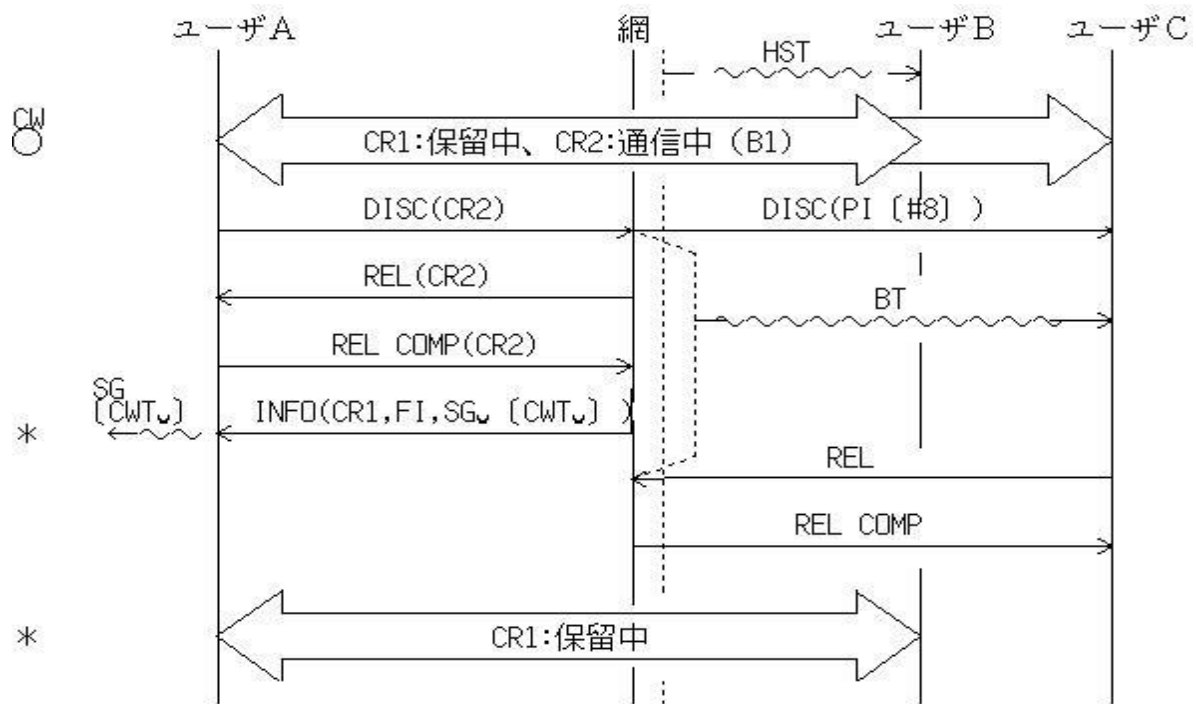 ユーザA 網 ユーザB ユーザC
HST
CW
CR1:保留中、CR2:通信中 (B1)
DISC(CR2) DISC(PI [#8] )
REL(CR2)
BT
REL COMP(CR2)
SG
[CWT◡] INFO(CR1,FI,SG◡ [CWT◡] )
*
REL
REL COMP
* CR1:保留中